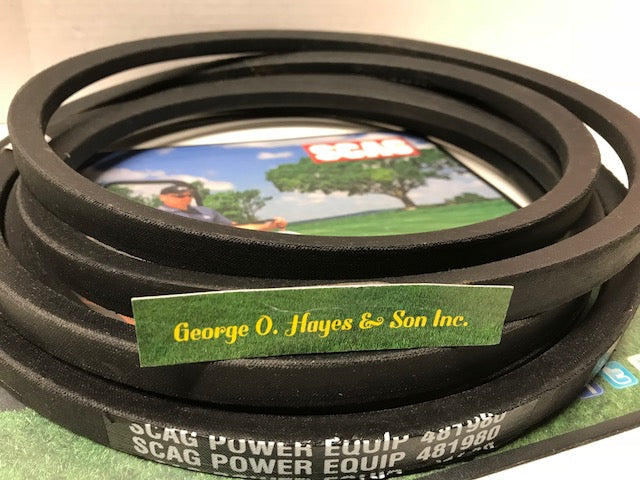 SCAG
George O. Hayes & Son Inc.
SCAG POWER EQUIP 481980
SCAG POWER EQUIP 481980